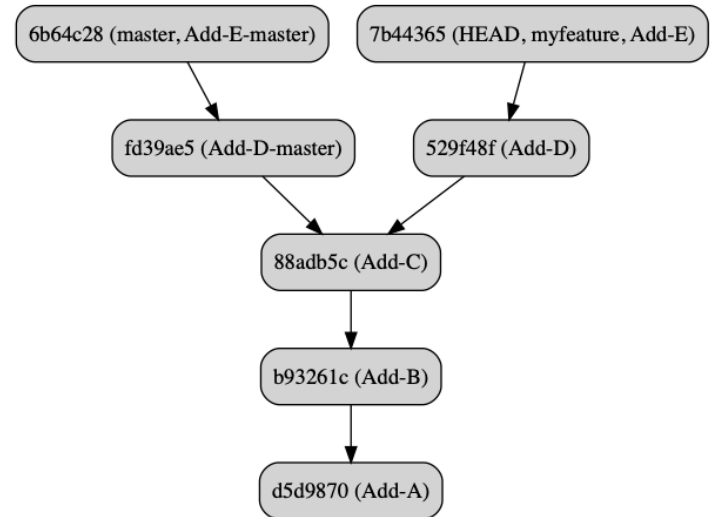 6b64c28 (master, Add-E-master)
7b44365 (HEAD, myfeature, Add-E)
fd39ae5 (Add-D-master)
529f48f (Add-D)
88adb5c (Add-C)
b93261c (Add-B)
d5d9870 (Add-A)